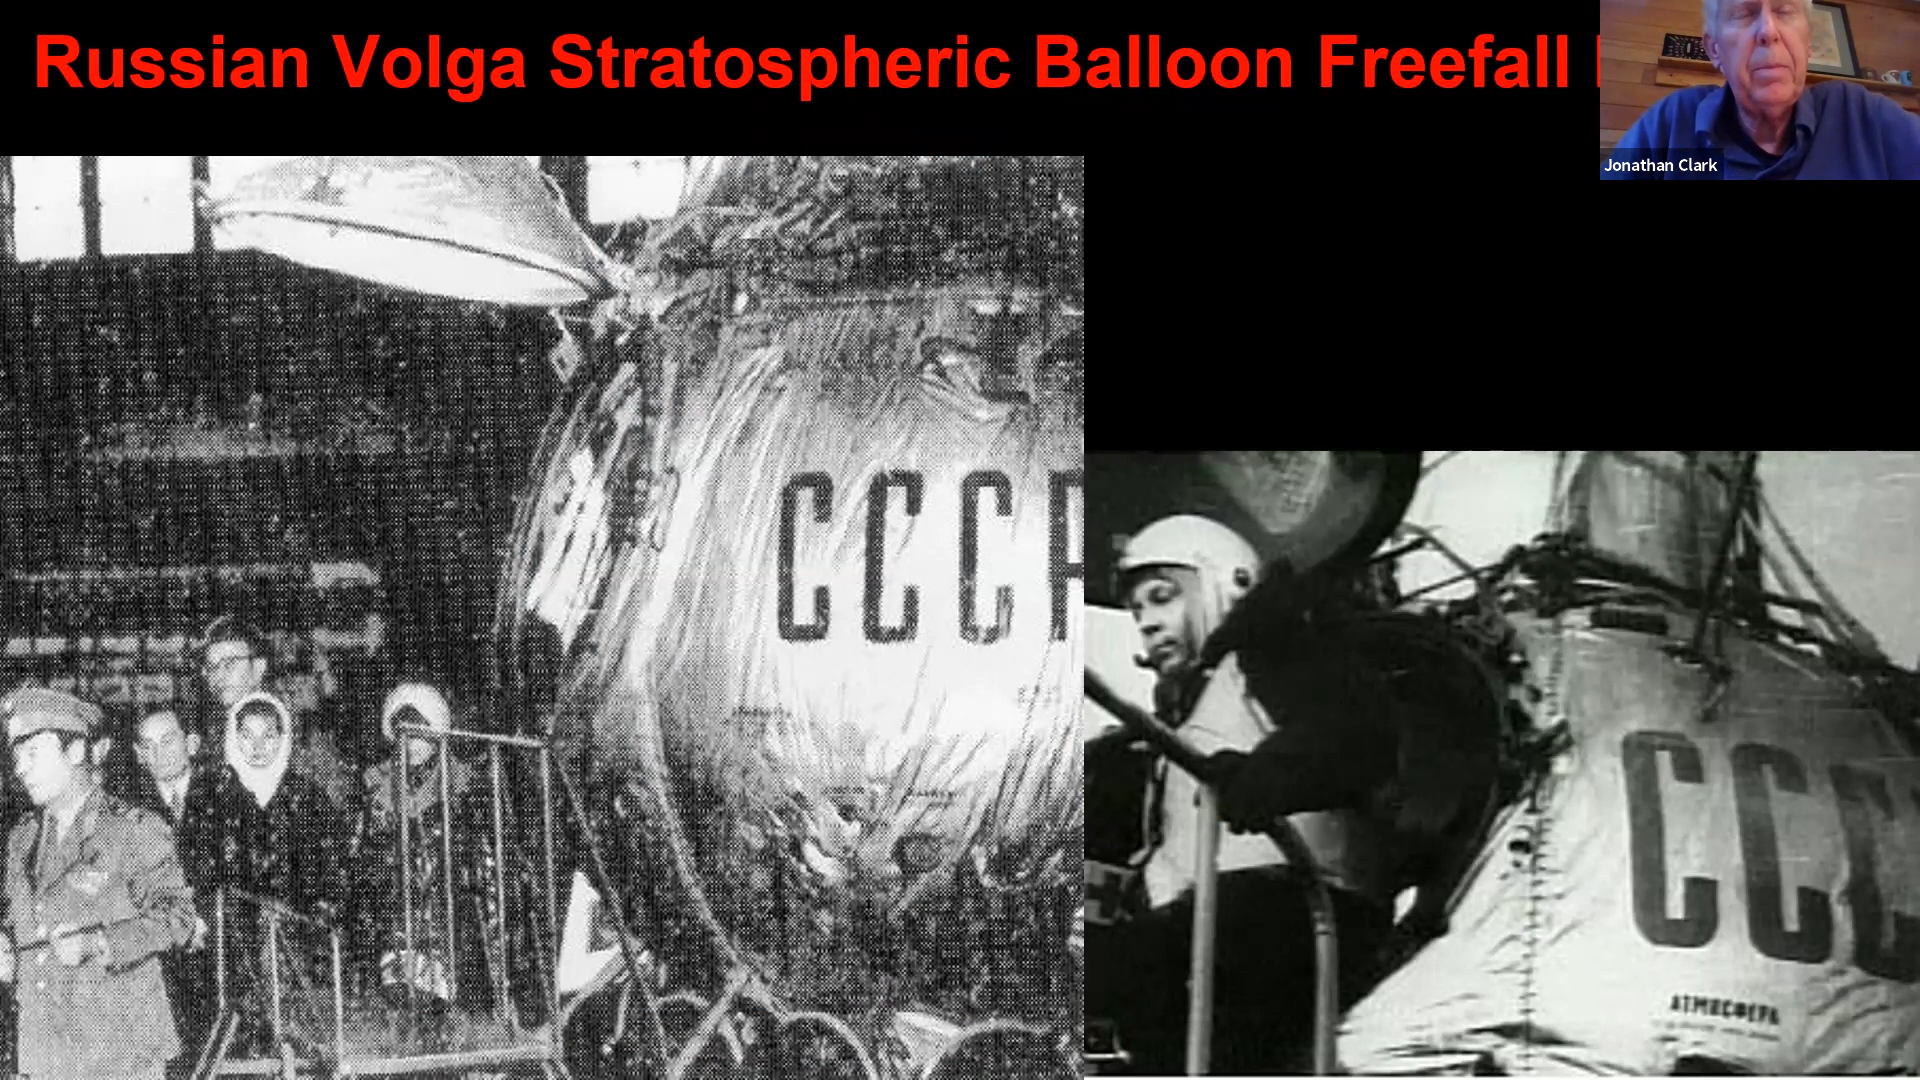 Russian Volga Stratospheric Balloon Freefall
Jonathan Clark
СССР
ССС
АТМОСФЕРА